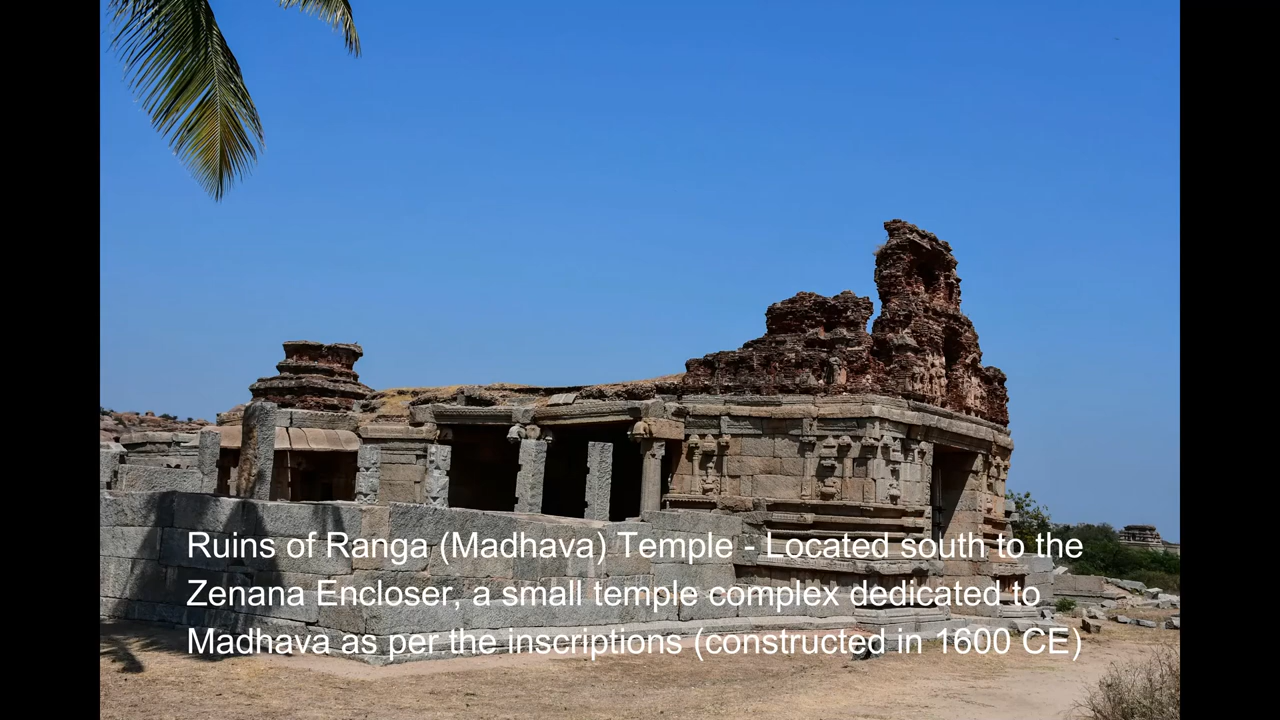 Ruins of Ranga (Madhava) Temple - Located south to the
Zenana Encloser, a small temple complex dedicated to
Madhava as per the inscriptions (constructed in 1600 CE)